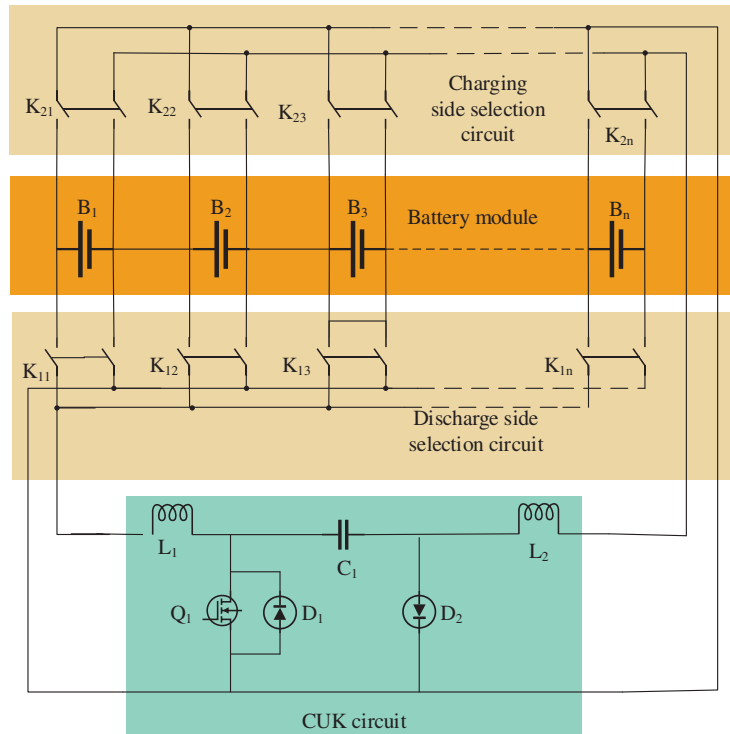 Charging
side selection
circuit
K₂₁
K₂₂
K₂₃
K₂ₙ
B₁
B₂
B₃
Battery module
Bₙ
K₁₁
K₁₂
K₁₃
K₁ₙ
Discharge side
selection circuit
L₁
C₁
L₂
Q₁
D₁
D₂
CUK circuit